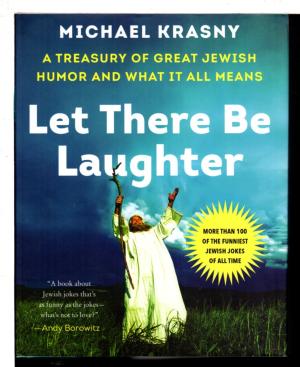 MICHAEL KRASNY
A TREASURY OF GREAT JEWISH
HUMOR AND WHAT IT ALL MEANS
Let There Be
Laughter
MORE THAN 100
OF THE FUNNIEST
JEWISH JOKES
OF ALL TIME
"A book about
Jewish jokes that's
as funny as the jokes—
what's not to love?"
—Andy Borowitz